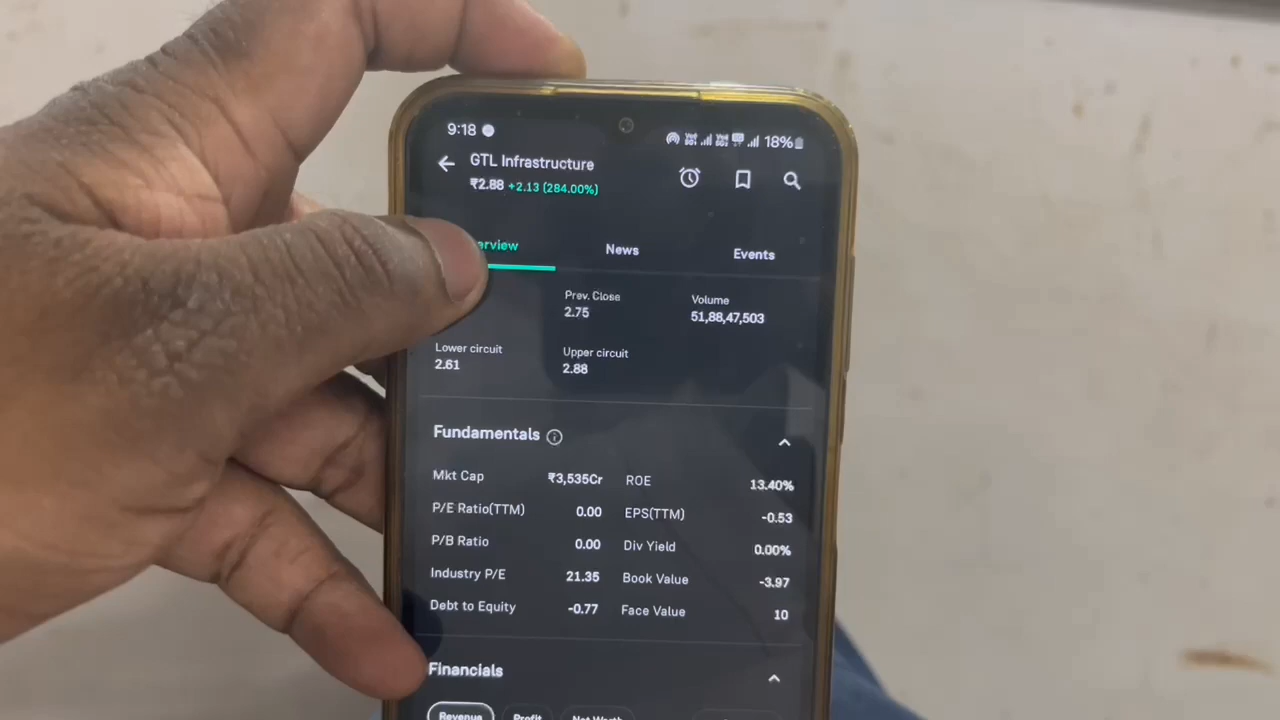 9:18 18%
GTL Infrastructure
₹2.88 +2.13 (284.00%)
erview News Events
Prev. Close Volume
2.75 51,88,47,503
Lower circuit Upper circuit
2.61 2.88
Fundamentals
Mkt Cap ₹3,535Cr ROE 13.40%
P/E Ratio(TTM) 0.00 EPS(TTM) -0.53
P/B Ratio 0.00 Div Yield 0.00%
Industry P/E 21.35 Book Value -3.97
Debt to Equity -0.77 Face Value 10
Financials
Revenue Profit Net Worth